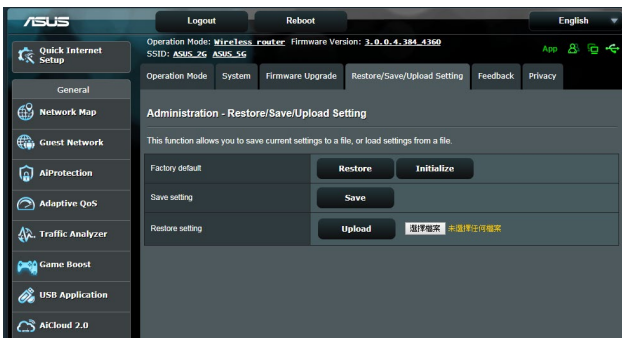 ASUS
Logout
Reboot
English
Quick Internet
Setup
Operation Mode: Wireless router Firmware Version: 3.0.0.4.384_4360
SSID: ASUS_2G ASUS_5G
App
Operation Mode
System
Firmware Upgrade
Restore/Save/Upload Setting
Feedback
Privacy
General
Network Map
Guest Network
AiProtection
Adaptive QoS
Traffic Analyzer
Game Boost
USB Application
AiCloud 2.0
Administration - Restore/Save/Upload Setting
This function allows you to save current settings to a file, or load settings from a file.
Factory default
Restore
Initialize
Save setting
Save
Restore setting
Upload
選擇檔案 未選擇任何檔案